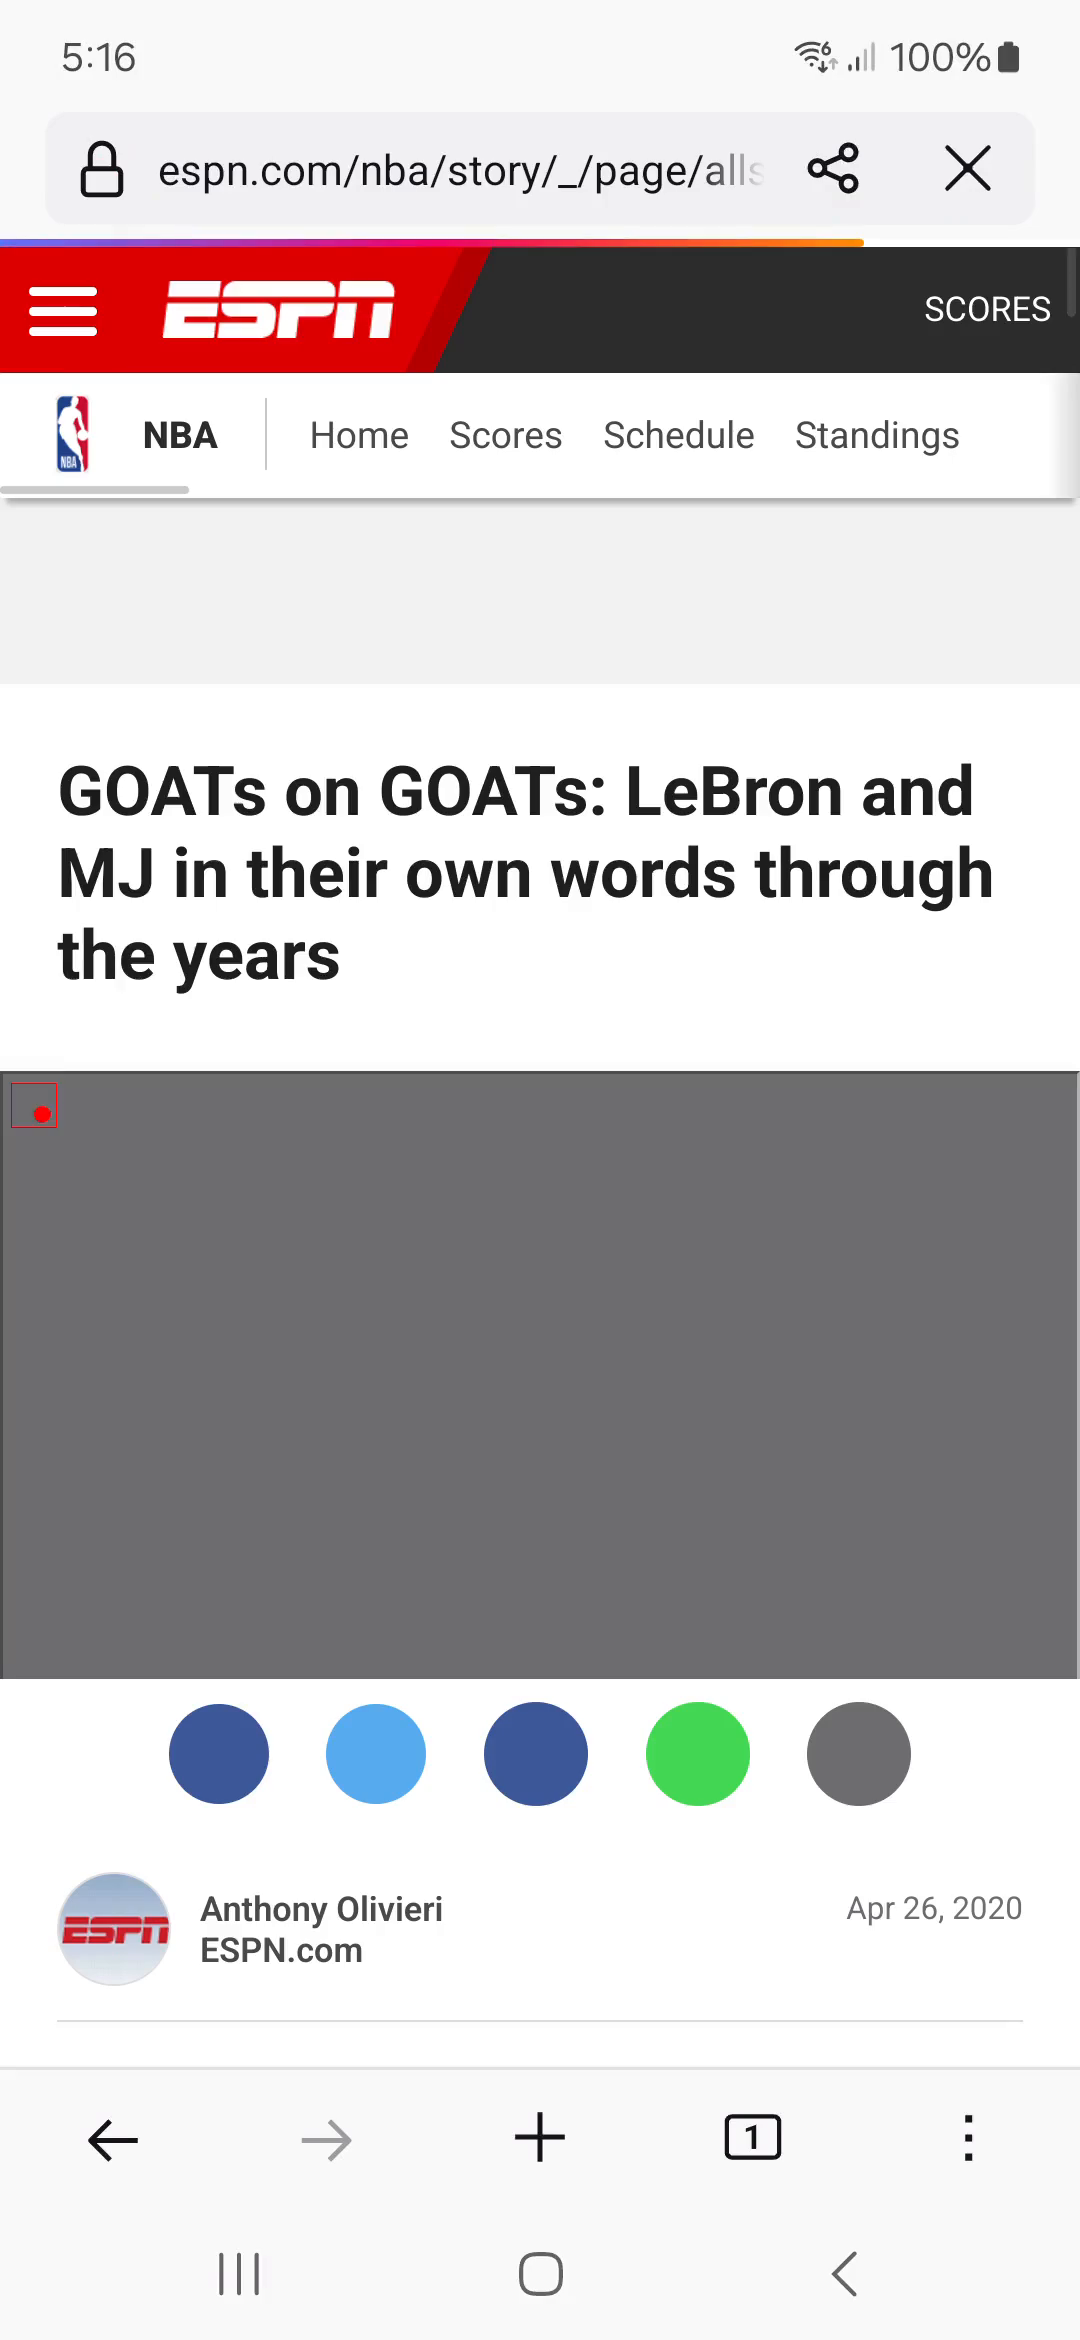 5:16
6 100%
espn.com/nba/story/_/page/alls
ESPN
SCORES
NBA
NBA Home Scores Schedule Standings
GOATs on GOATs: LeBron and
MJ in their own words through
the years
ESPN
Anthony Olivieri
ESPN.com
Apr 26, 2020
1